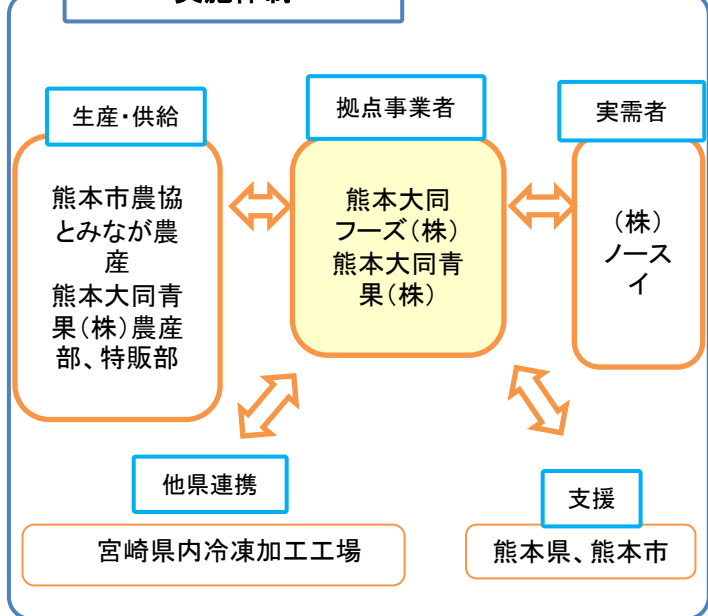 実施体制
生産・供給
熊本市農協
とみなが農
産
熊本大同青
果(株)農産
部、特販部
拠点事業者
熊本大同
フーズ(株)
熊本大同青
果(株)
実需者
(株)
ノース
イ
他県連携
宮崎県内冷凍加工工場
支援
熊本県、熊本市